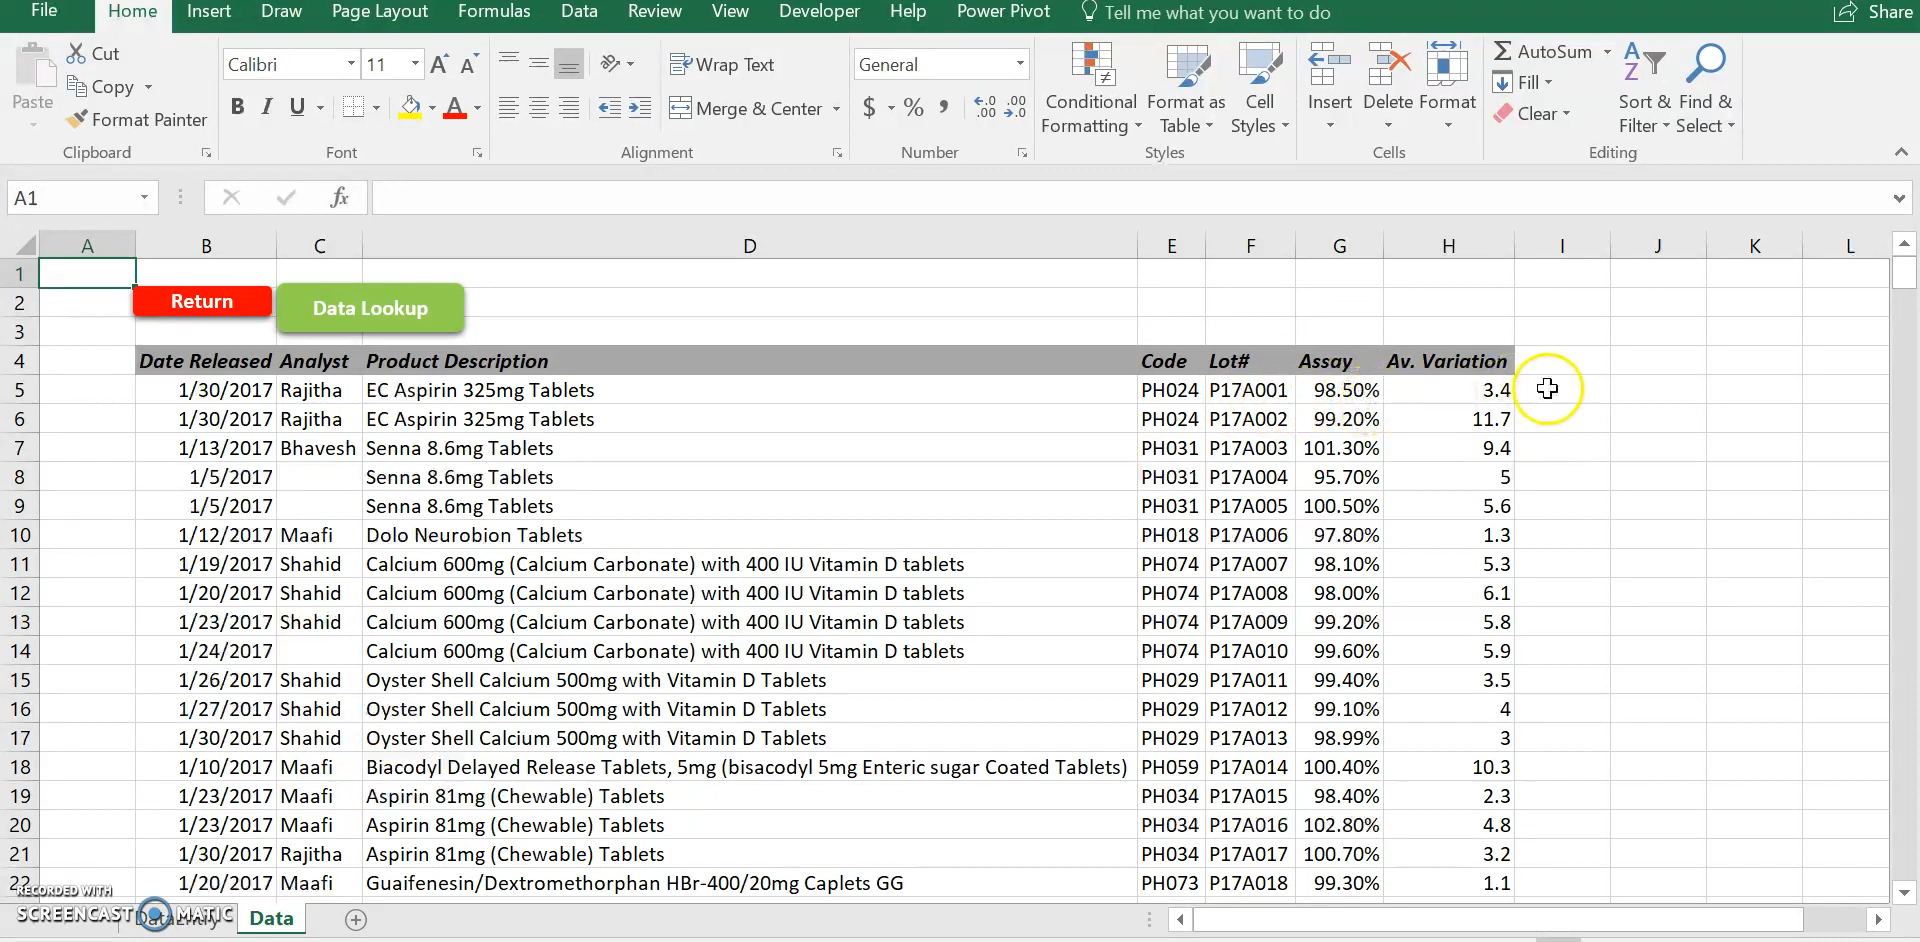 File Home Insert Draw Page Layout Formulas Data Review View Developer Help Power Pivot Tell me what you want to do Share
Paste Cut Copy Format Painter Clipboard
Calibri 11 B I U A A A Font
Wrap Text Merge & Center Alignment
General $ % , .0 .00 .00 .0 Number
Conditional Formatting Format as Table Cell Styles Styles
Insert Delete Format Cells
AutoSum Fill Clear Sort & Filter Find & Select Editing
A1 fx
A B C D E F G H I J K L
1
2 Return Data Lookup
3
4 Date Released Analyst Product Description Code Lot# Assay Av. Variation
5 1/30/2017 Rajitha EC Aspirin 325mg Tablets PH024 P17A001 98.50% 3.4
6 1/30/2017 Rajitha EC Aspirin 325mg Tablets PH024 P17A002 99.20% 11.7
7 1/13/2017 Bhavesh Senna 8.6mg Tablets PH031 P17A003 101.30% 9.4
8 1/5/2017 Senna 8.6mg Tablets PH031 P17A004 95.70% 5
9 1/5/2017 Senna 8.6mg Tablets PH031 P17A005 100.50% 5.6
10 1/12/2017 Maafi Dolo Neurobion Tablets PH018 P17A006 97.80% 1.3
11 1/19/2017 Shahid Calcium 600mg (Calcium Carbonate) with 400 IU Vitamin D tablets PH074 P17A007 98.10% 5.3
12 1/20/2017 Shahid Calcium 600mg (Calcium Carbonate) with 400 IU Vitamin D tablets PH074 P17A008 98.00% 6.1
13 1/23/2017 Shahid Calcium 600mg (Calcium Carbonate) with 400 IU Vitamin D tablets PH074 P17A009 99.20% 5.8
14 1/24/2017 Calcium 600mg (Calcium Carbonate) with 400 IU Vitamin D tablets PH074 P17A010 99.60% 5.9
15 1/26/2017 Shahid Oyster Shell Calcium 500mg with Vitamin D Tablets PH029 P17A011 99.40% 3.5
16 1/27/2017 Shahid Oyster Shell Calcium 500mg with Vitamin D Tablets PH029 P17A012 99.10% 4
17 1/30/2017 Shahid Oyster Shell Calcium 500mg with Vitamin D Tablets PH029 P17A013 98.99% 3
18 1/10/2017 Maafi Biacodyl Delayed Release Tablets, 5mg (bisacodyl 5mg Enteric sugar Coated Tablets) PH059 P17A014 100.40% 10.3
19 1/23/2017 Maafi Aspirin 81mg (Chewable) Tablets PH034 P17A015 98.40% 2.3
20 1/23/2017 Maafi Aspirin 81mg (Chewable) Tablets PH034 P17A016 102.80% 4.8
21 1/30/2017 Rajitha Aspirin 81mg (Chewable) Tablets PH034 P17A017 100.70% 3.2
22 1/20/2017 Maafi Guaifenesin/Dextromethorphan HBr-400/20mg Caplets GG PH073 P17A018 99.30% 1.1
RECORDED WITH
SCREENCAST MATIC
DataEntry Data